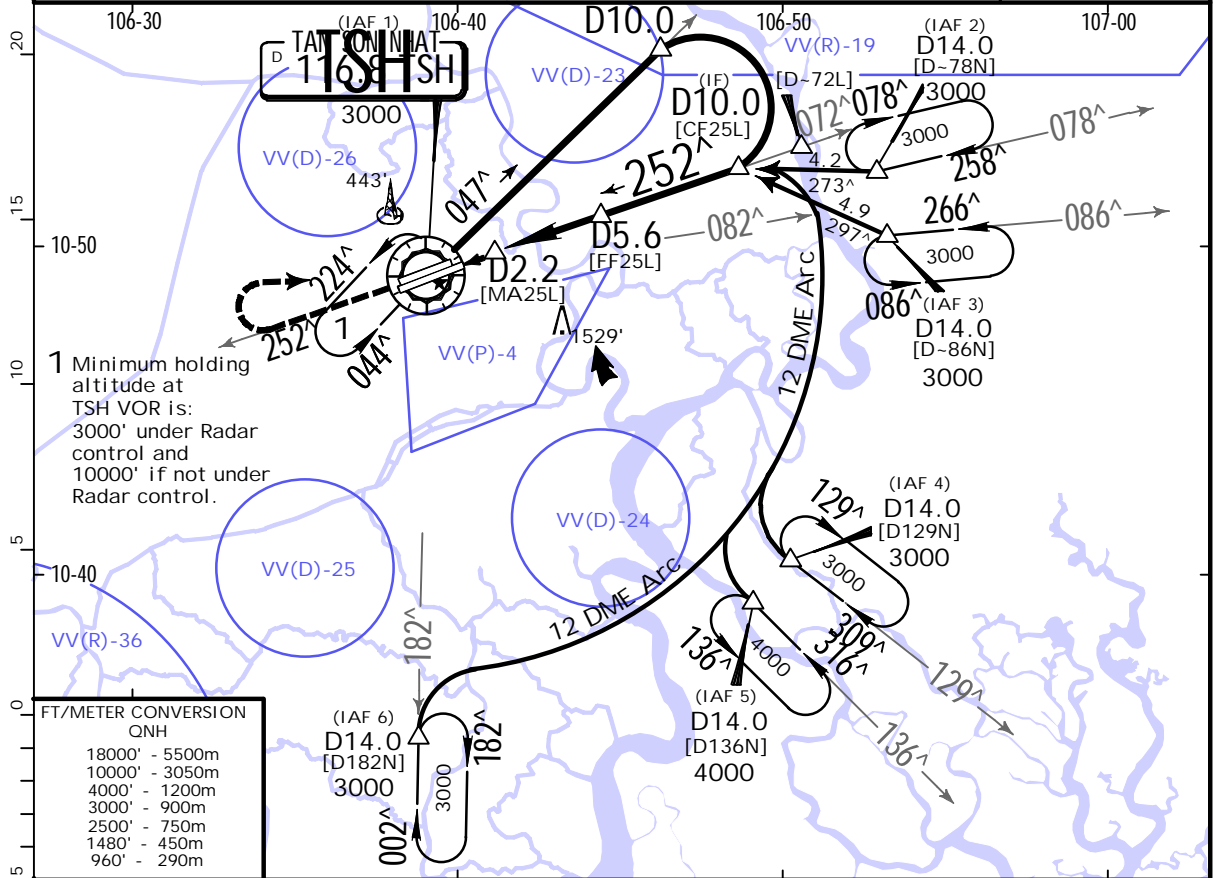 106-30
106-40
106-50
107-00
20
15
10
5
0
5
10-50
10-40
(IAF 1)
TAN SON NHAT
D 116.8 TSH
TSH
3000
D10.0
VV(R)-19
VV(D)-23
VV(D)-26
443'
(IAF 2)
D14.0
[D~78N]
3000
[D~72L]
(IF)
D10.0
[CF25L]
072^
078^
3000
078^
258^
4.2
273^
4.9
297^
266^
086^
3000
086^
(IAF 3)
D14.0
[D~86N]
3000
047^
252^
082^
D5.6
[FF25L]
D2.2
[MA25L]
224^
252^
1
044^
VV(P)-4
1529'
12 DME Arc
1 Minimum holding
altitude at
TSH VOR is:
3000' under Radar
control and
10000' if not under
Radar control.
VV(D)-24
VV(D)-25
VV(R)-36
(IAF 4)
D14.0
[D129N]
3000
129^
3000
309^
129^
316^
136^
4000
136^
(IAF 5)
D14.0
[D136N]
4000
12 DME Arc
182^
(IAF 6)
D14.0
[D182N]
3000
182^
3000
002^
FT/METER CONVERSION
QNH
18000' - 5500m
10000' - 3050m
4000' - 1200m
3000' - 900m
2500' - 750m
1480' - 450m
960' - 290m